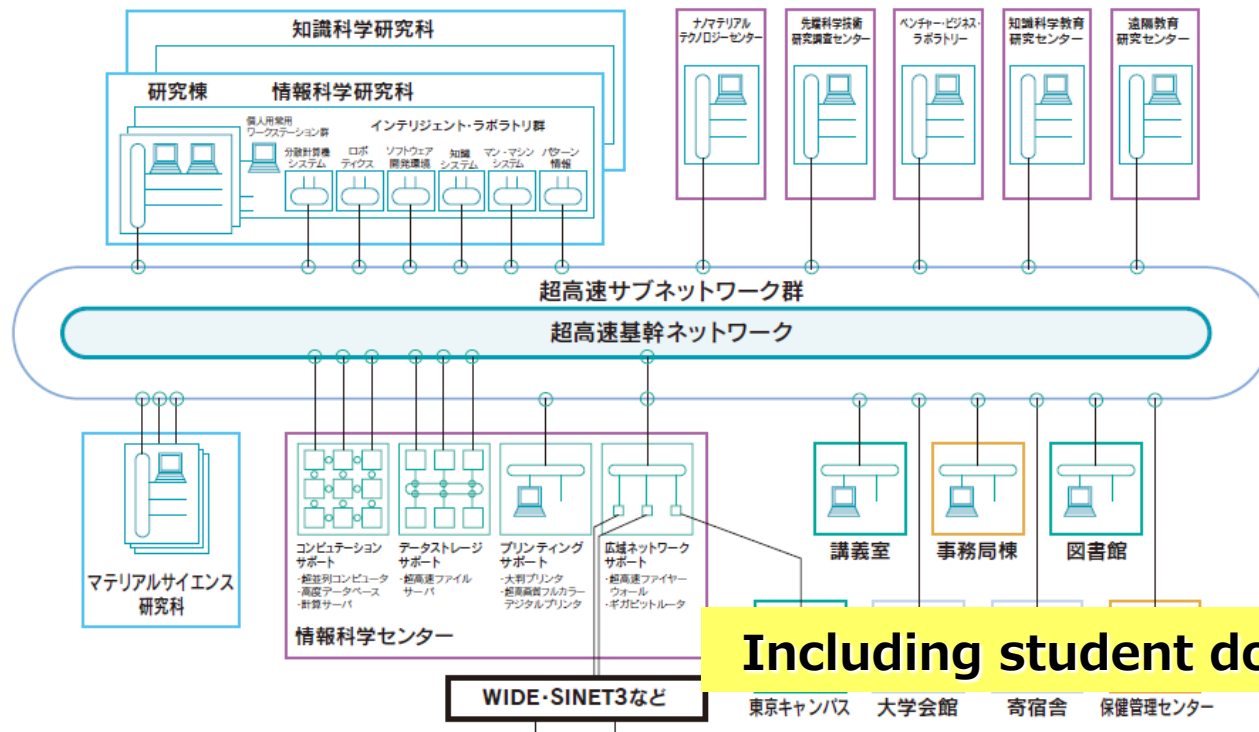 知識科学研究科
研究棟
情報科学研究科
個人用常用
ワークステーション群
インテリジェント・ラボラトリ群
分散計算機
システム
ロボ
ティクス
ソフトウェア
開発環境
知識
システム
マン・マシン
システム
パターン
情報
ナノマテリアル
テクノロジーセンター
先端科学技術
研究調査センター
ベンチャー・ビジネス・
ラボラトリー
知識科学教育
研究センター
遠隔教育
研究センター
超高速サブネットワーク群
超高速基幹ネットワーク
マテリアルサイエンス
研究科
コンピュテーション
サポート
・超並列コンピュータ
・高度データベース
・計算サーバ
データストレージ
サポート
・超高速ファイル
サーバ
プリンティング
サポート
・大判プリンタ
・超高画質フルカラー
デジタルプリンタ
広域ネットワーク
サポート
・超高速ファイヤー
ウォール
・ギガビットルータ
情報科学センター
講義室
事務局棟
図書館
Including student do
WIDE・SINET3など
東京キャンパス
大学会館
寄宿舎
保健管理センター